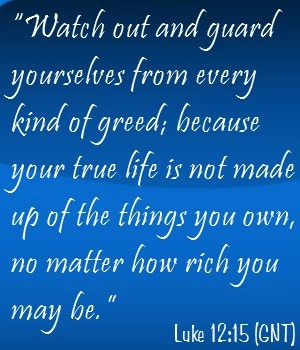 “Watch out and guard
yourselves from every
kind of greed; because
your true life is not made
up of the things you own,
no matter how rich you
may be.”
Luke 12:15 (GNT)